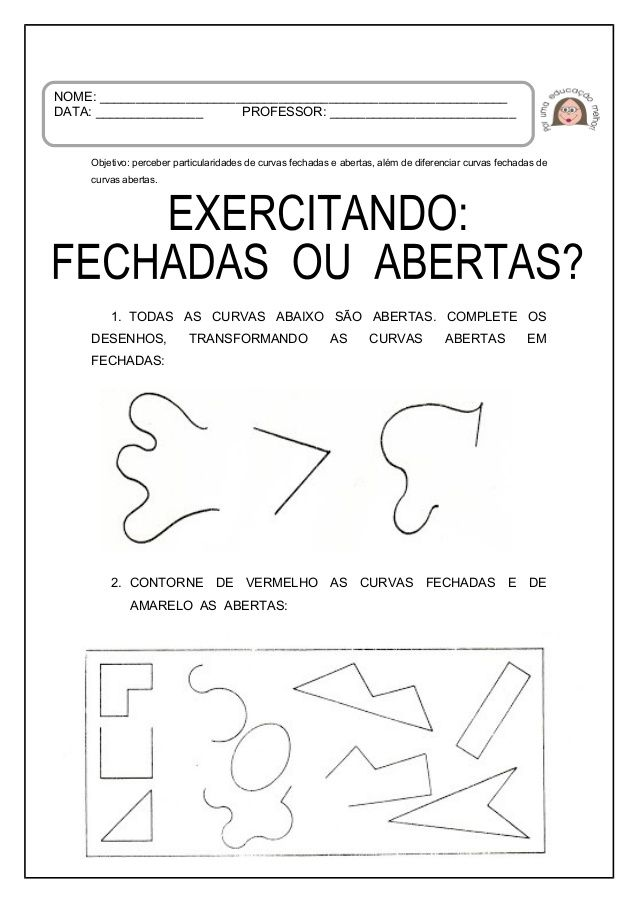 NOME: ______________________________________________________
DATA: ______________ PROFESSOR: _________________________
Por uma educação melhor!
Objetivo: perceber particularidades de curvas fechadas e abertas, além de diferenciar curvas fechadas de
curvas abertas.
EXERCITANDO:
FECHADAS OU ABERTAS?
1. TODAS AS CURVAS ABAIXO SÃO ABERTAS. COMPLETE OS
DESENHOS, TRANSFORMANDO AS CURVAS ABERTAS EM
FECHADAS:
2. CONTORNE DE VERMELHO AS CURVAS FECHADAS E DE
AMARELO AS ABERTAS: